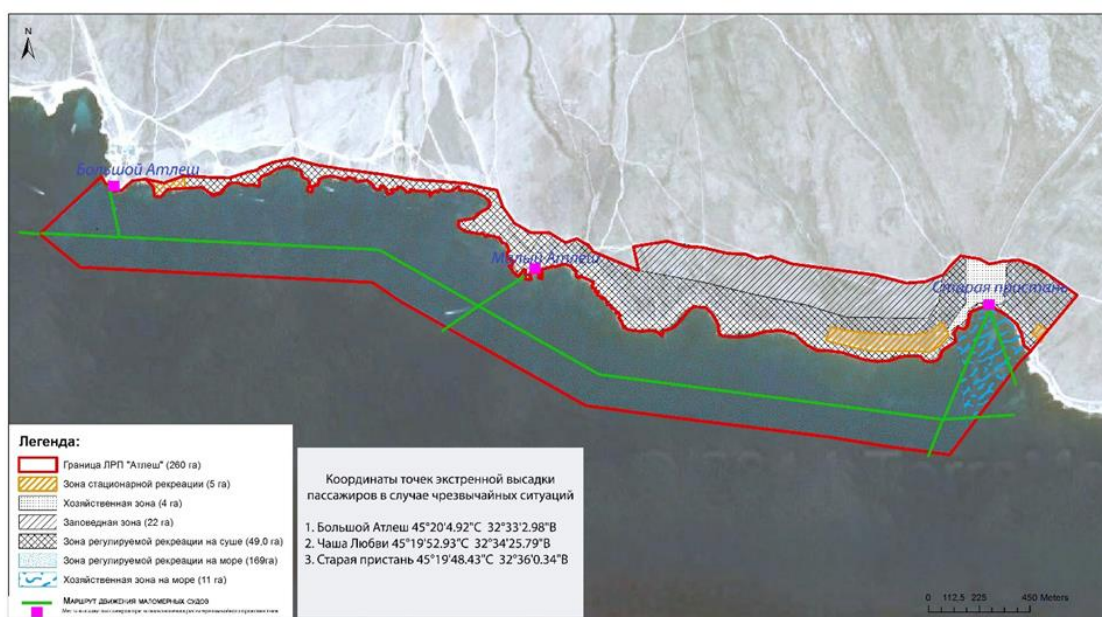 N
Большой Атлеш
Малый Атлеш
Старая пристань
Легенда:
Граница ЛРП "Атлеш" (260 га)
Зона стационарной рекреации (5 га)
Хозяйственная зона (4 га)
Заповедная зона (22 га)
Зона регулируемой рекреации на суше (49,0 га)
Зона регулируемой рекреации на море (169га)
Хозяйственная зона на море (11 га)
Маршрут движения маломерных судов
Координаты точек экстренной высадки
пассажиров в случае чрезвычайных ситуаций
1. Большой Атлеш 45°20'4.92"С 32°33'2.98"В
2. Чаша Любви 45°19'52.93"С 32°34'25.79"В
3. Старая пристань 45°19'48.43"С 32°36'0.34"В
0 112,5 225 450 Meters